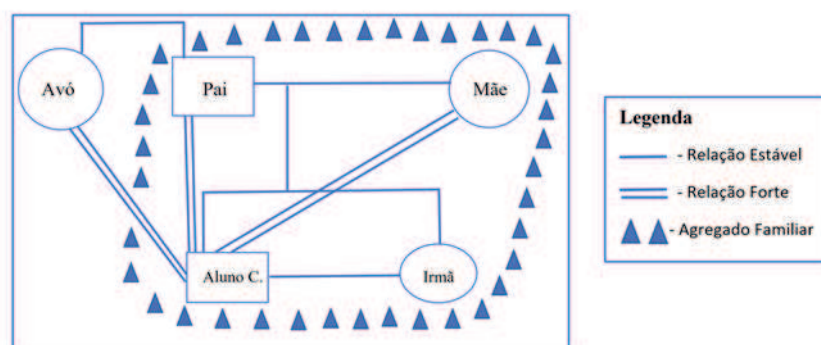 Avó
Pai
Mãe
Aluno C.
Irmã
Legenda
- Relação Estável
- Relação Forte
- Agregado Familiar